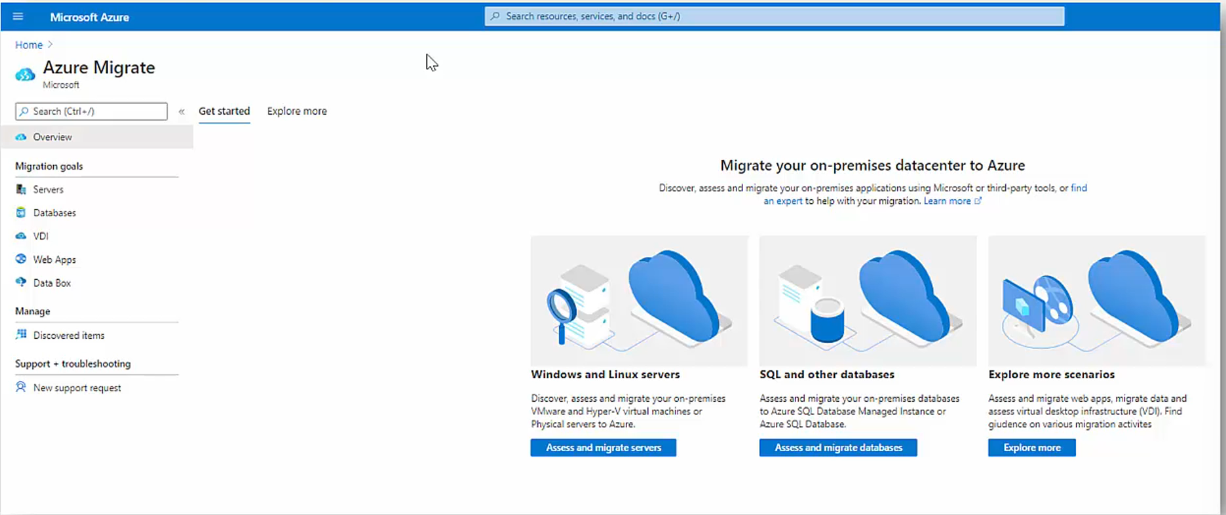 Microsoft Azure
Search resources, services, and docs (G+/)
Home >
Azure Migrate
Microsoft
Search (Ctrl+/)
«
Get started
Explore more
Overview
Migration goals
Servers
Databases
VDI
Web Apps
Data Box
Manage
Discovered items
Support + troubleshooting
New support request
Migrate your on-premises datacenter to Azure
Discover, assess and migrate your on-premises applications using Microsoft or third-party tools, or find
an expert to help with your migration. Learn more
Windows and Linux servers
Discover, assess and migrate your on-premises
VMware and Hyper-V virtual machines or
Physical servers to Azure.
Assess and migrate servers
SQL and other databases
Assess and migrate your on-premises databases
to Azure SQL Database Managed Instance or
Azure SQL Database.
Assess and migrate databases
Explore more scenarios
Assess and migrate web apps, migrate data and
assess virtual desktop infrastructure (VDI). Find
giudence on various migration activites
Explore more